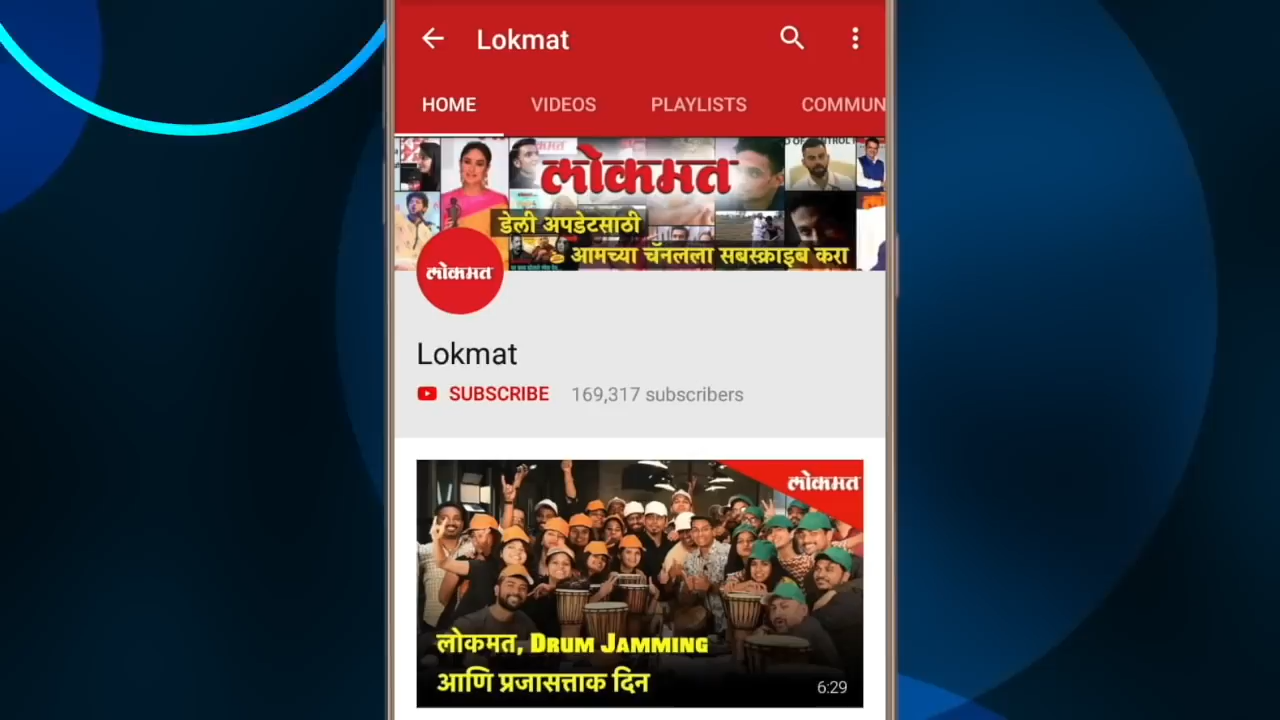 Lokmat
HOME VIDEOS PLAYLISTS COMMUN
लोकमत
डेली अपडेटसाठी
आमच्या चॅनलला सबस्क्राइब करा
लोकमत
Lokmat
SUBSCRIBE 169,317 subscribers
लोकमत
लोकमत, DRUM JAMMING
आणि प्रजासत्ताक दिन
6:29